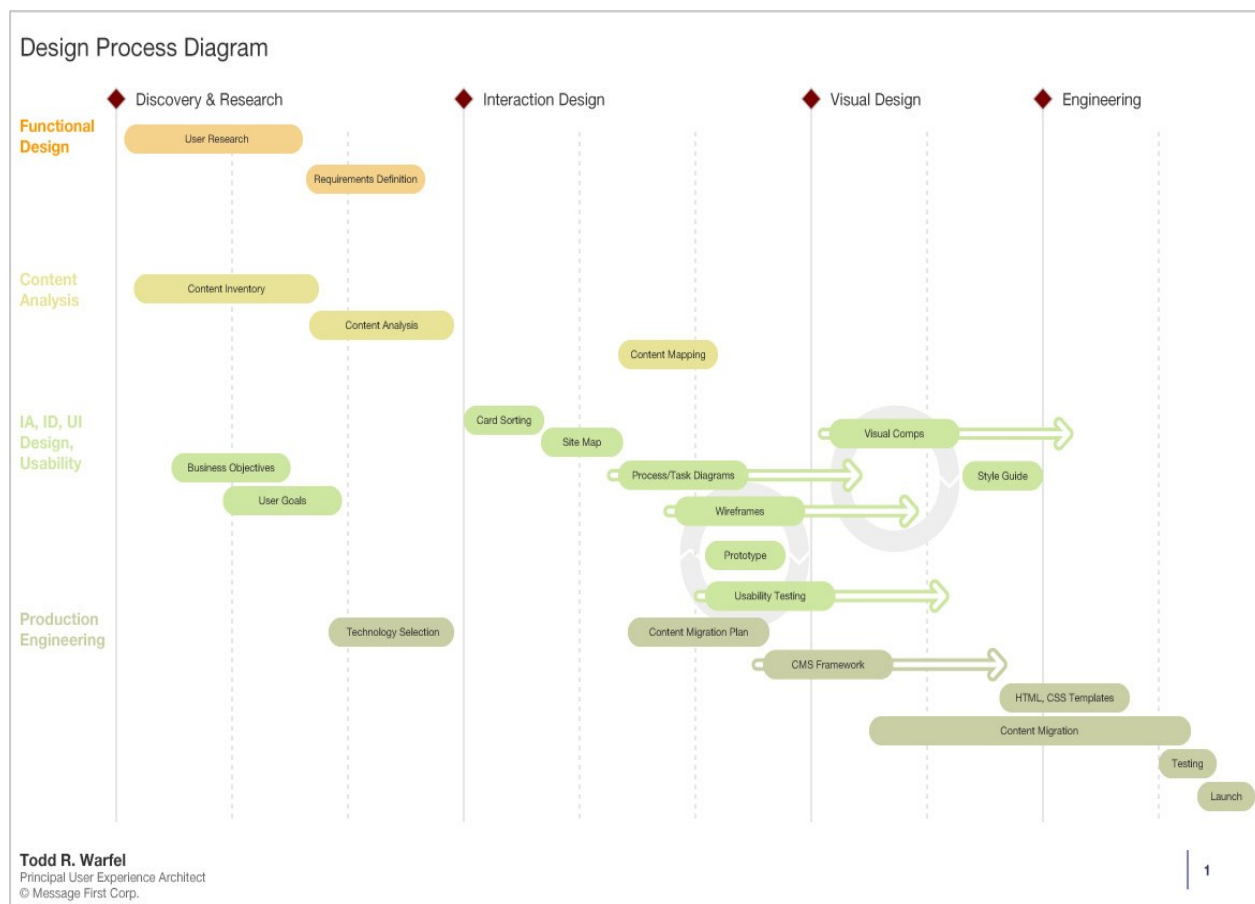 Design Process Diagram
Discovery & Research
Interaction Design
Visual Design
Engineering
Functional
Design
User Research
Requirements Definition
Content
Analysis
Content Inventory
Content Analysis
Content Mapping
IA, ID, UI
Design,
Usability
Card Sorting
Site Map
Visual Comps
Business Objectives
Process/Task Diagrams
Style Guide
User Goals
Wireframes
Prototype
Usability Testing
Production
Engineering
Technology Selection
Content Migration Plan
CMS Framework
HTML, CSS Templates
Content Migration
Testing
Launch
Todd R. Warfel
Principal User Experience Architect
© Message First Corp.
1